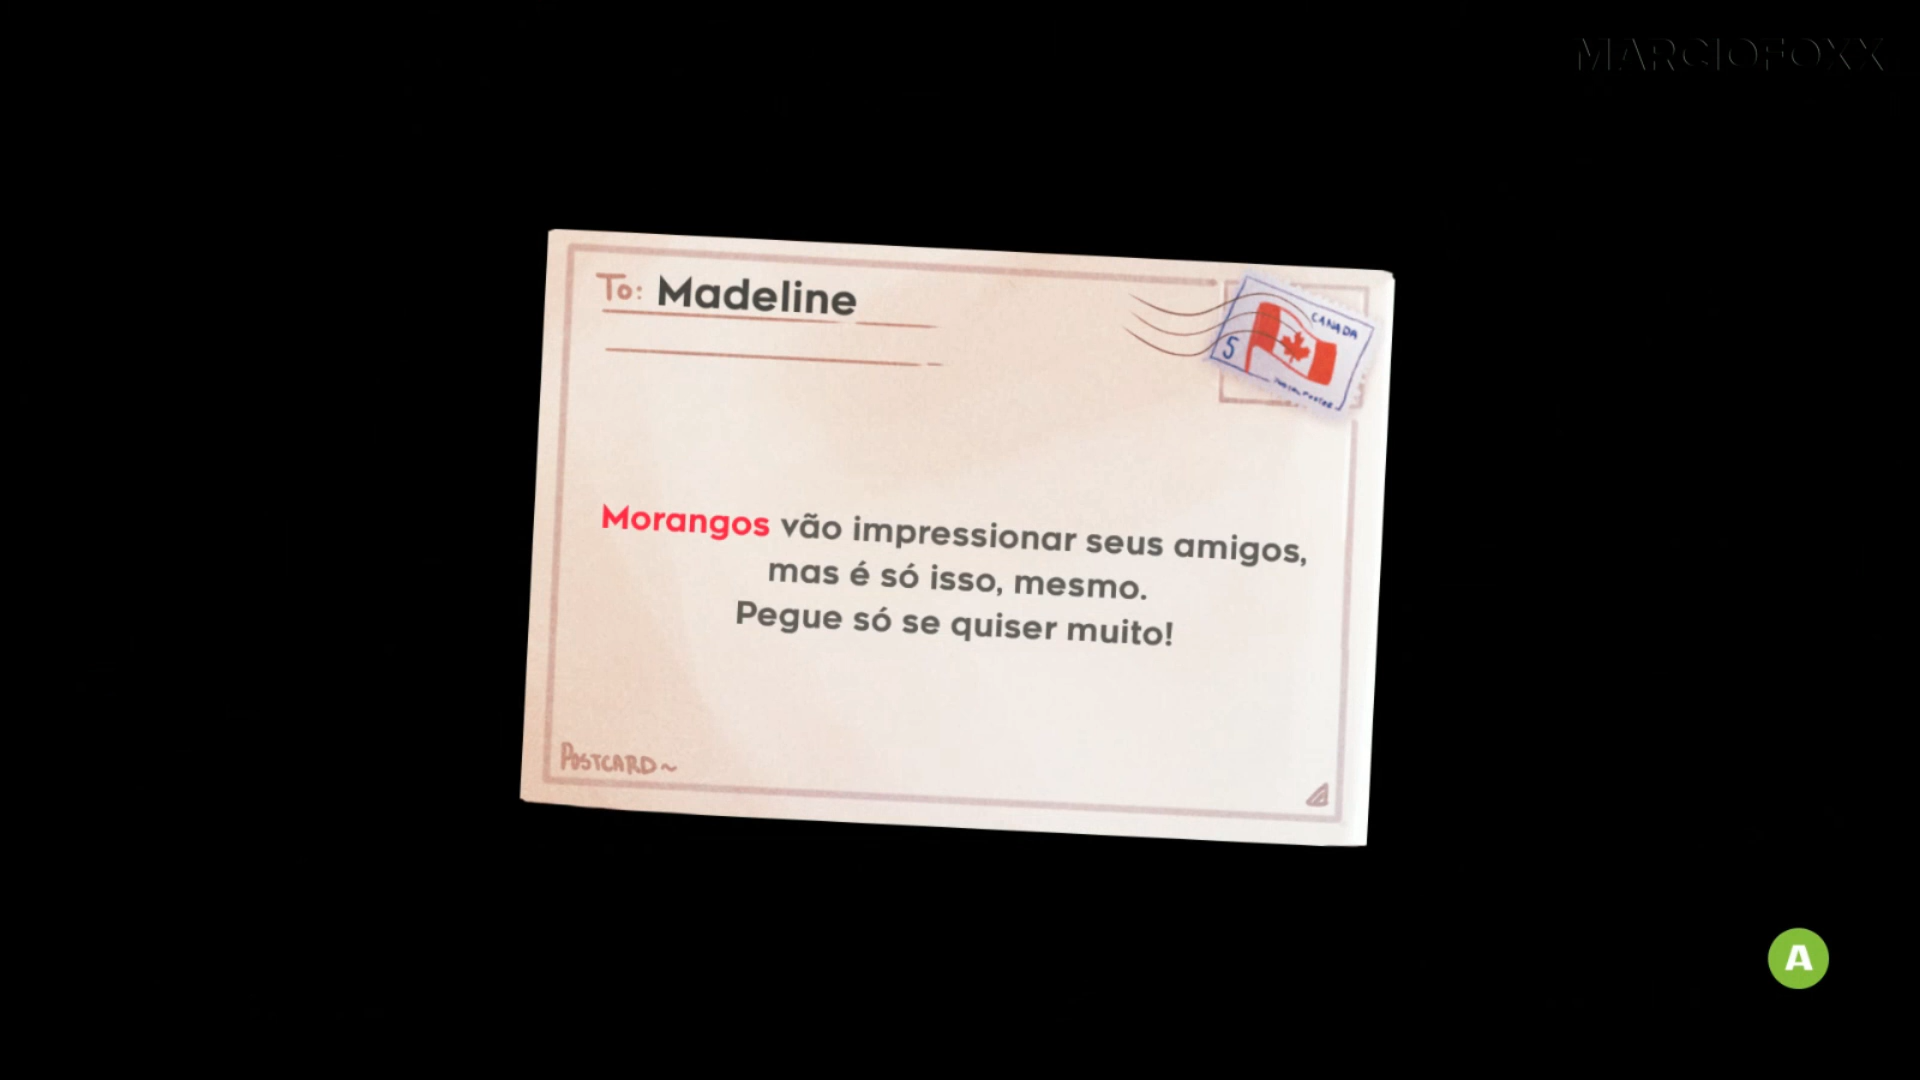 MARCIOFOXX
To: Madeline
CANADA
5
Morangos vão impressionar seus amigos,
mas é só isso, mesmo.
Pegue só se quiser muito!
POSTCARD~
A